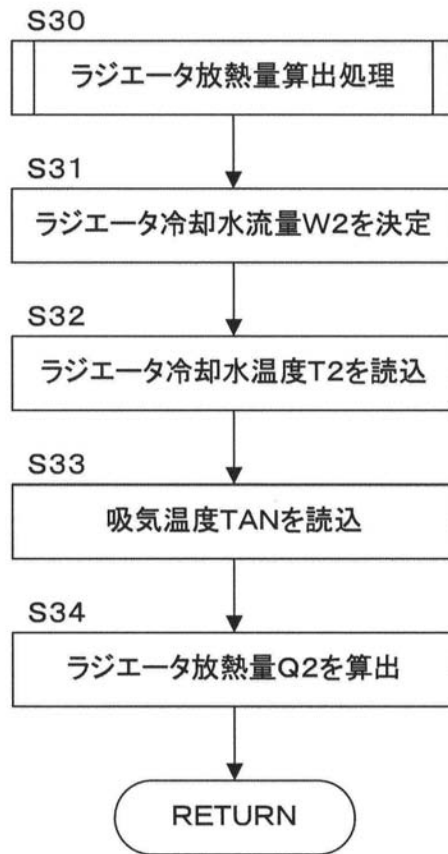 S30
ラジエータ放熱量算出処理
S31
ラジエータ冷却水流量W2を決定
S32
ラジエータ冷却水温度T2を読込
S33
吸気温度TANを読込
S34
ラジエータ放熱量Q2を算出
RETURN